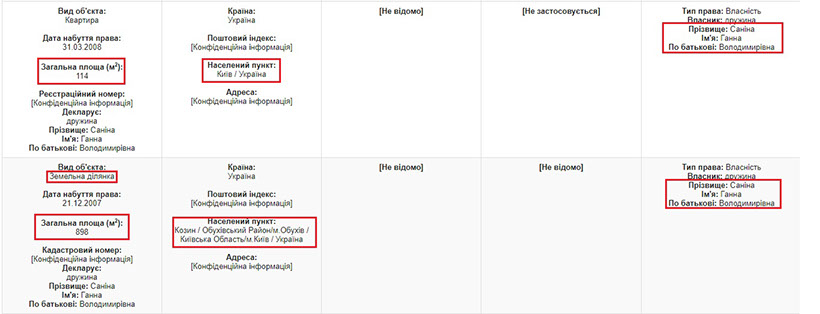 Вид об'єкта:
Квартира
Дата набуття права:
31.03.2008
Загальна площа (м²):
114
Реєстраційний номер:
[Конфіденційна інформація]
Декларує:
дружина
Прізвище: Саніна
Ім'я: Ганна
По батькові: Володимирівна
Країна:
Україна
Поштовий індекс:
[Конфіденційна інформація]
Населений пункт:
Київ / Україна
Адреса:
[Конфіденційна інформація]
[Не відомо]
[Не застосовується]
Тип права: Власність
Власник: дружина
Прізвище: Саніна
Ім'я: Ганна
По батькові: Володимирівна
Вид об'єкта:
Земельна ділянка
Дата набуття права:
21.12.2007
Загальна площа (м²):
898
Кадастровий номер:
[Конфіденційна інформація]
Декларує:
дружина
Прізвище: Саніна
Ім'я: Ганна
По батькові: Володимирівна
Країна:
Україна
Поштовий індекс:
[Конфіденційна інформація]
Населений пункт:
Козин / Обухівський Район/м.Обухів /
Київська Область/м.Київ / Україна
Адреса:
[Конфіденційна інформація]
[Не відомо]
[Не відомо]
Тип права: Власність
Власник: дружина
Прізвище: Саніна
Ім'я: Ганна
По батькові: Володимирівна